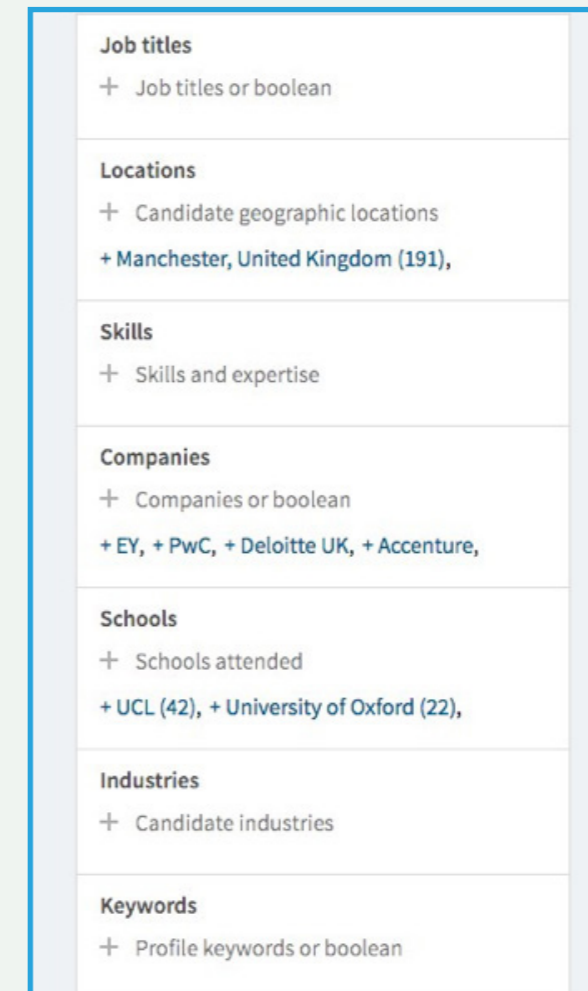 Job titles
+ Job titles or boolean
Locations
+ Candidate geographic locations
+ Manchester, United Kingdom (191),
Skills
+ Skills and expertise
Companies
+ Companies or boolean
+ EY, + PwC, + Deloitte UK, + Accenture,
Schools
+ Schools attended
+ UCL (42), + University of Oxford (22),
Industries
+ Candidate industries
Keywords
+ Profile keywords or boolean